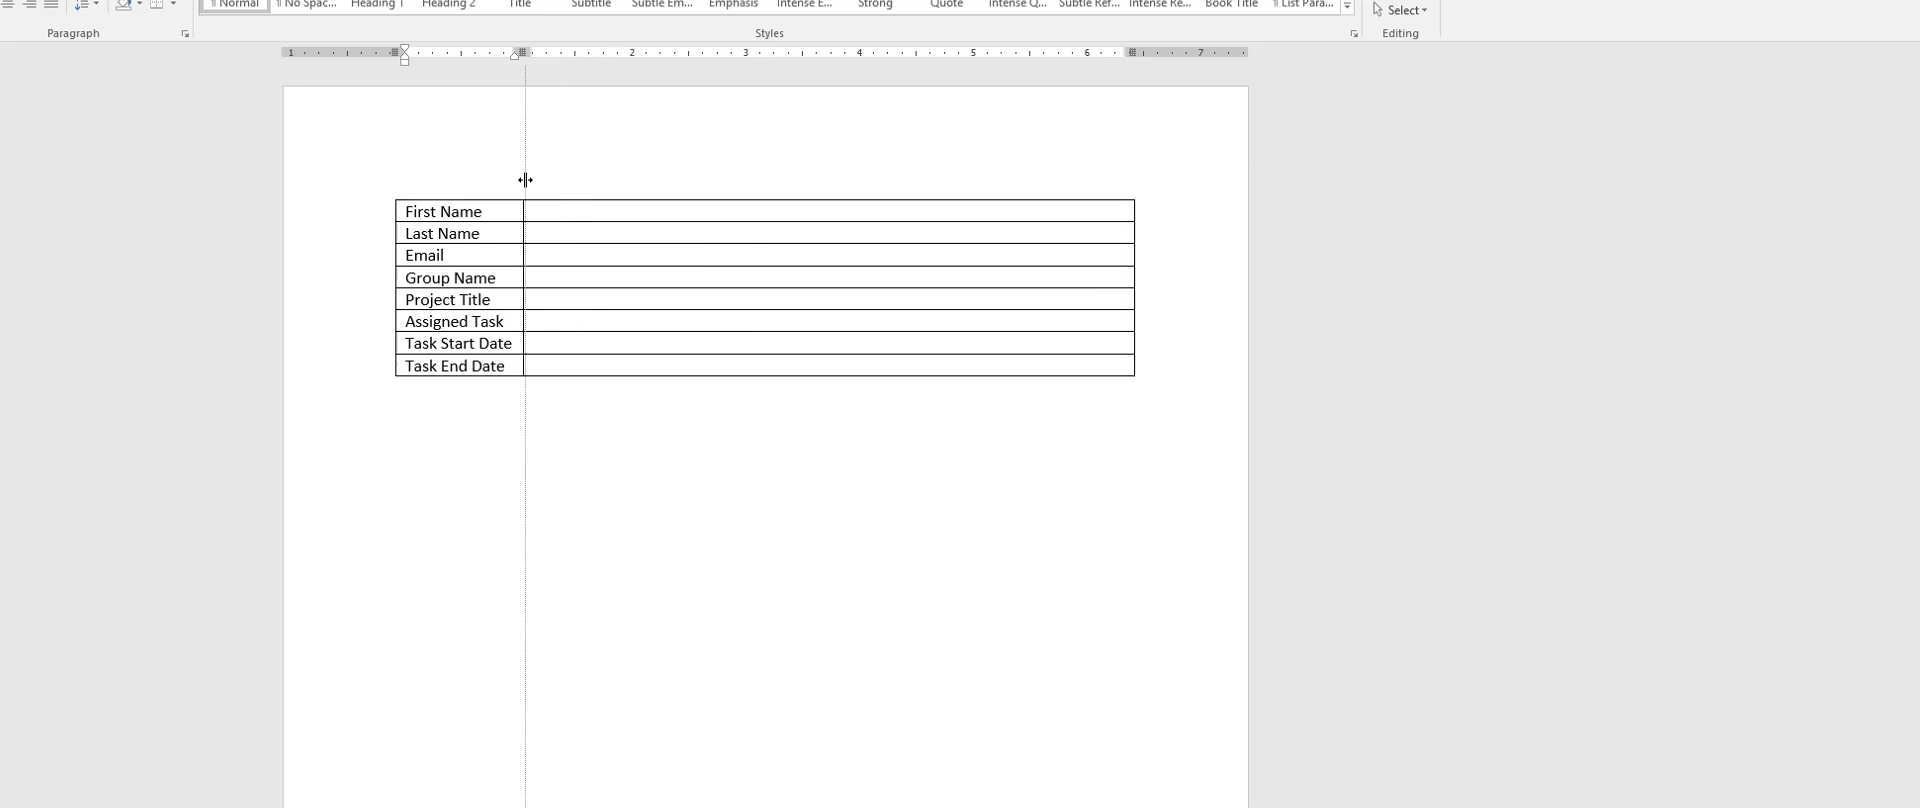 Normal ¶ No Spac... Heading 1 Heading 2 Title Subtitle Subtle Em... Emphasis Intense E... Strong Quote Intense Q... Subtle Ref... Intense Re... Book Title ¶ List Para... Select
Paragraph Styles Editing
1 2 3 4 5 6 7
First Name
Last Name
Email
Group Name
Project Title
Assigned Task
Task Start Date
Task End Date